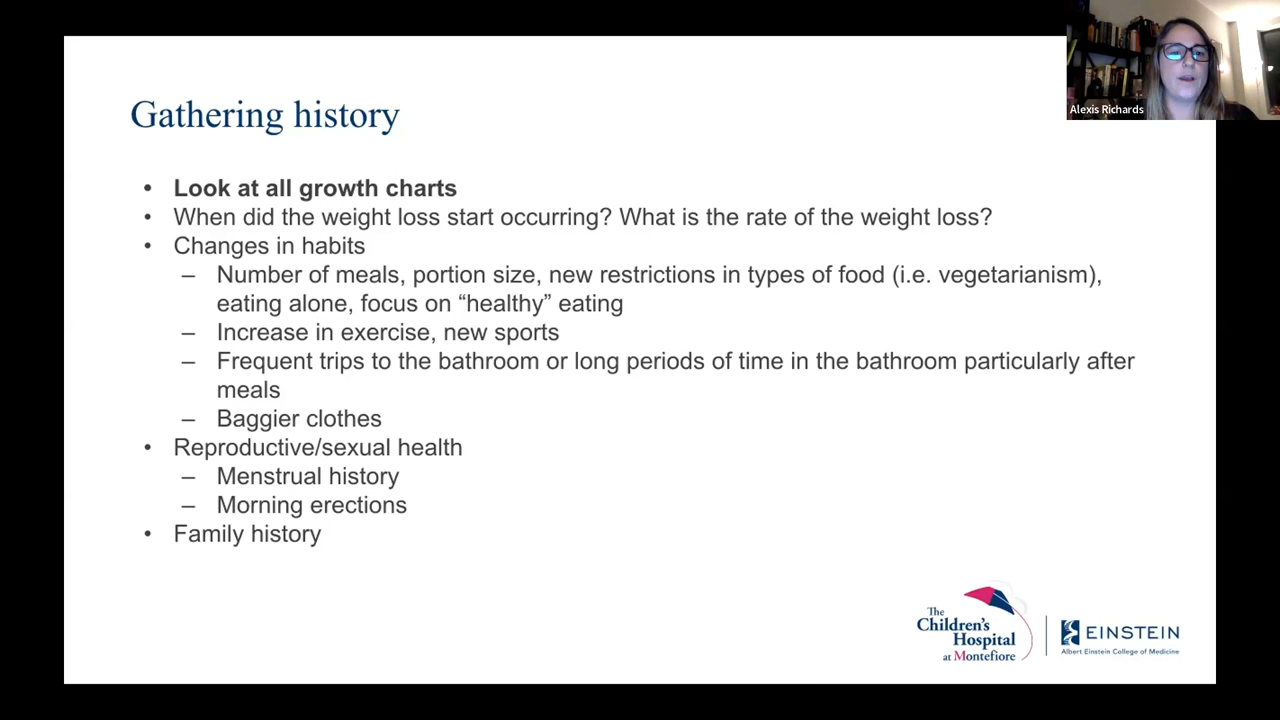 Alexis Richards
Gathering history
• Look at all growth charts
• When did the weight loss start occurring? What is the rate of the weight loss?
• Changes in habits
– Number of meals, portion size, new restrictions in types of food (i.e. vegetarianism),
eating alone, focus on “healthy” eating
– Increase in exercise, new sports
– Frequent trips to the bathroom or long periods of time in the bathroom particularly after
meals
– Baggier clothes
• Reproductive/sexual health
– Menstrual history
– Morning erections
• Family history
The
Children's
Hospital
at Montefiore
EINSTEIN
Albert Einstein College of Medicine